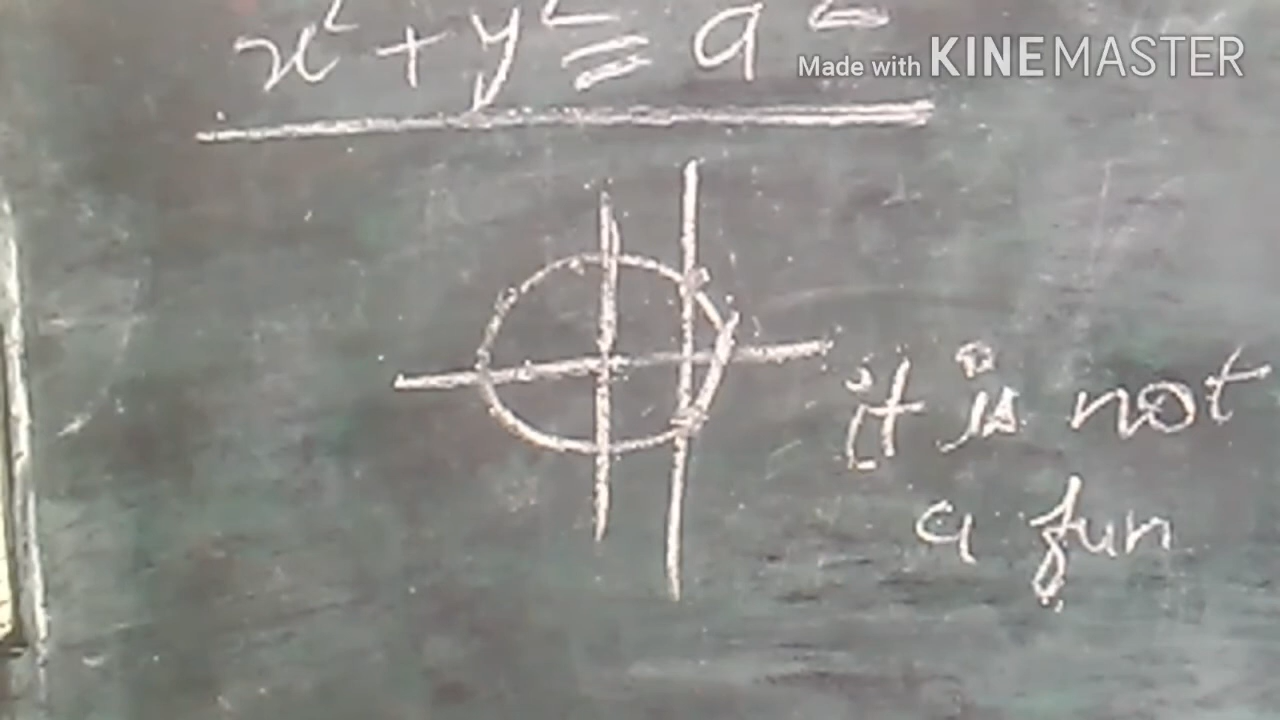 x² + y² = a²
Made with KINEMASTER
it is not
a fun